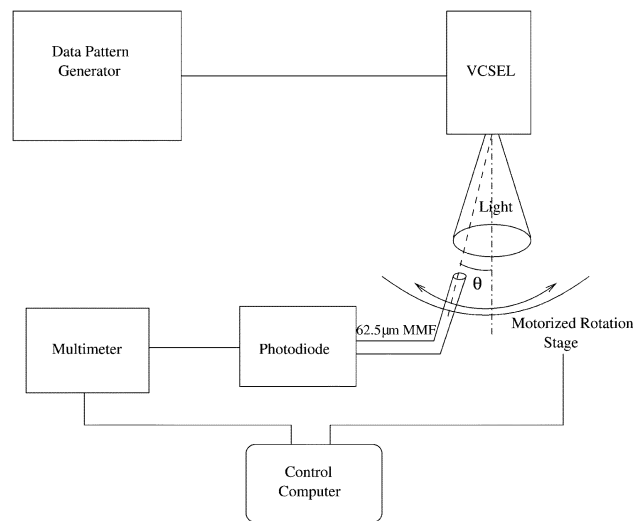 Data Pattern
Generator
VCSEL
Light
θ
62.5μm MMF
Motorized Rotation
Stage
Multimeter
Photodiode
Control
Computer